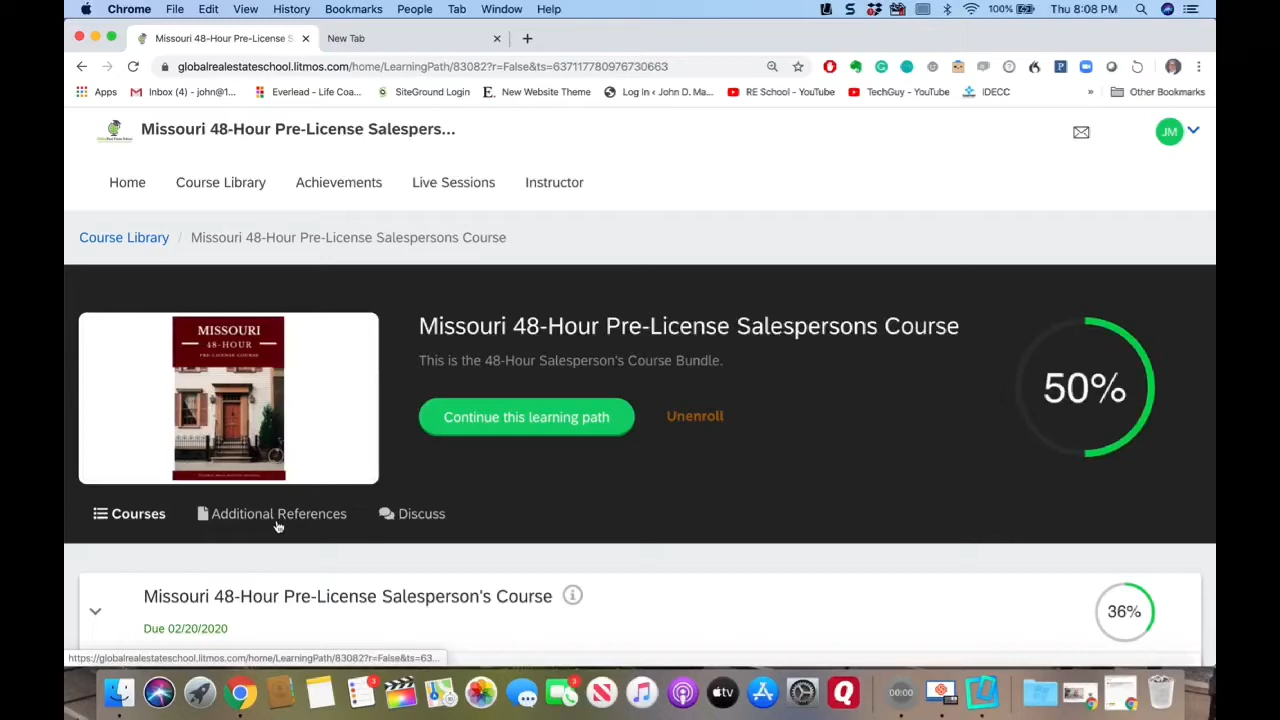 Chrome File Edit View History Bookmarks People Tab Window Help 100% Thu 8:08 PM
Missouri 48-Hour Pre-License S New Tab
globalrealestateschool.litmos.com/home/LearningPath/83082?r=False&ts=637117780976730663
Apps Inbox (4) - john@1... Everlead - Life Coa... SiteGround Login New Website Theme Log In ‹ John D. Ma... RE School - YouTube TechGuy - YouTube IDECC » Other Bookmarks
Missouri 48-Hour Pre-License Salespers...
JM
Home Course Library Achievements Live Sessions Instructor
Course Library / Missouri 48-Hour Pre-License Salespersons Course
MISSOURI
48-HOUR
PRE-LICENSE COURSE
Missouri 48-Hour Pre-License Salespersons Course
This is the 48-Hour Salesperson's Course Bundle.
Continue this learning path Unenroll
50%
Courses Additional References Discuss
Missouri 48-Hour Pre-License Salesperson's Course
36%
Due 02/20/2020
https://globalrealestateschool.litmos.com/home/LearningPath/83082?r=False&ts=63...
3 3 tv 00:00